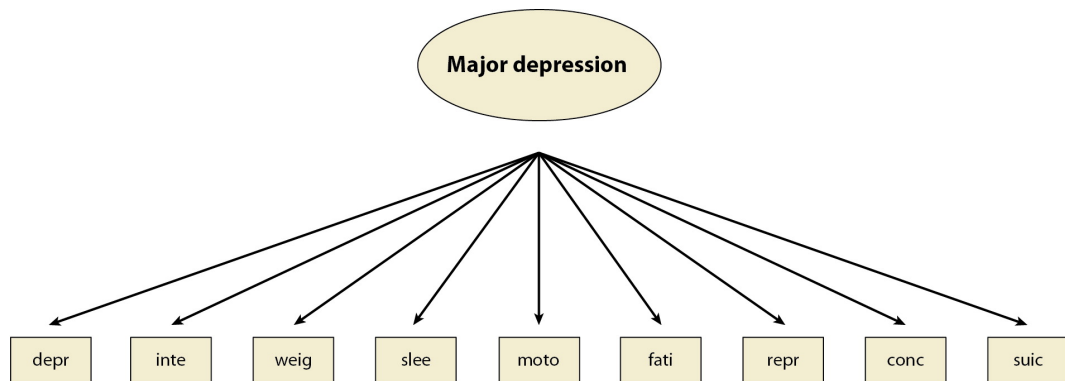 Major depression
depr inte weig slee moto fati repr conc suic